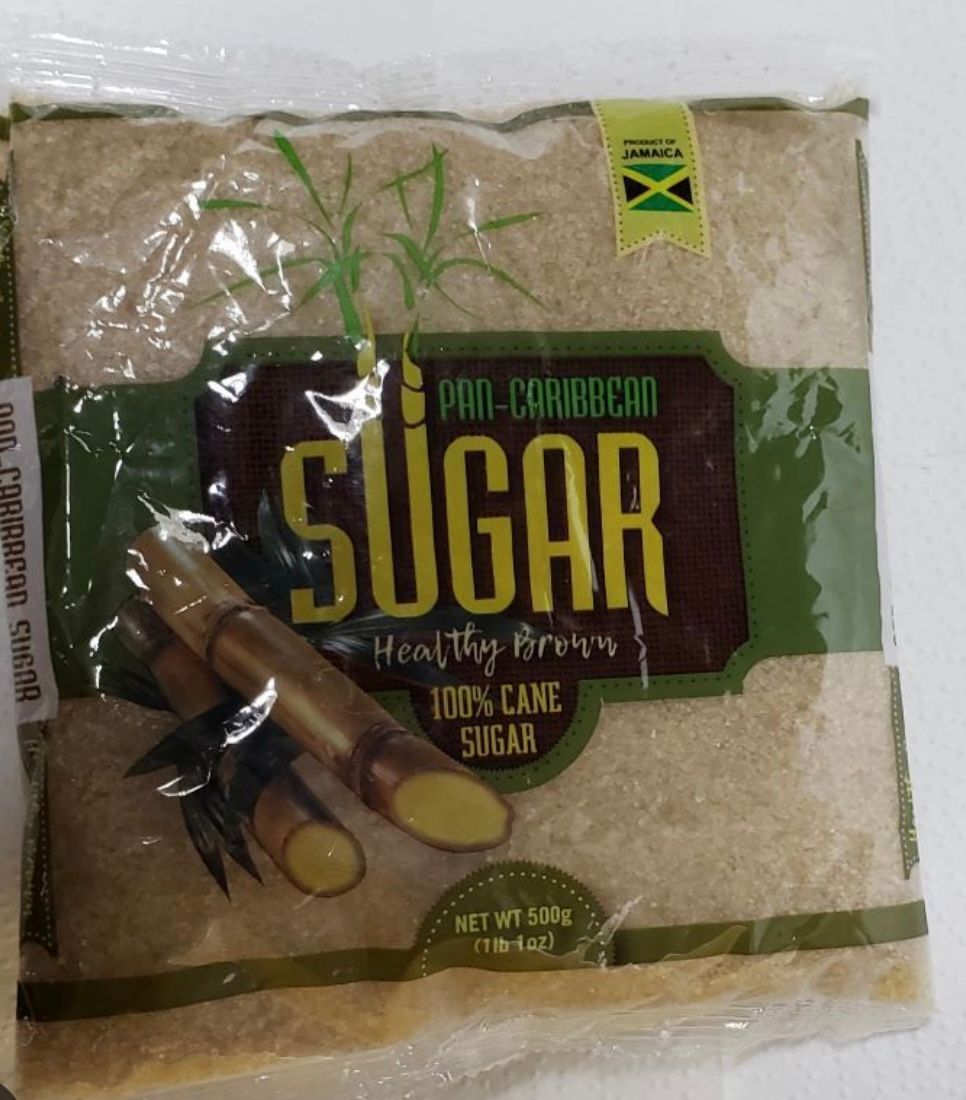 PRODUCT OF
JAMAICA
PAN-CARIBBEAN
SUGAR
Healthy Brown
100% CANE
SUGAR
NET WT 500g
(1lb 1oz)
PAN-CARIBBEAN SUGAR